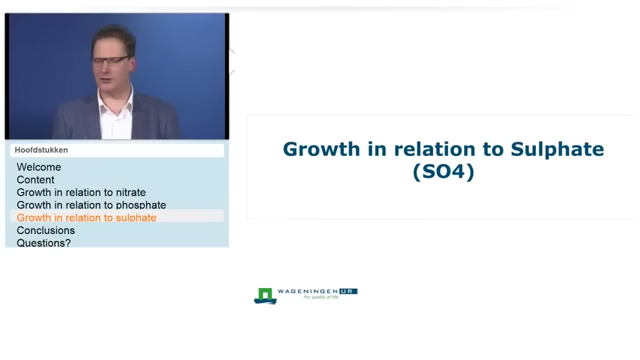 Hoofdstukken
Welcome
Content
Growth in relation to nitrate
Growth in relation to phosphate
Growth in relation to sulphate
Conclusions
Questions?
Growth in relation to Sulphate
(SO4)
WAGENINGEN UR
For quality of life